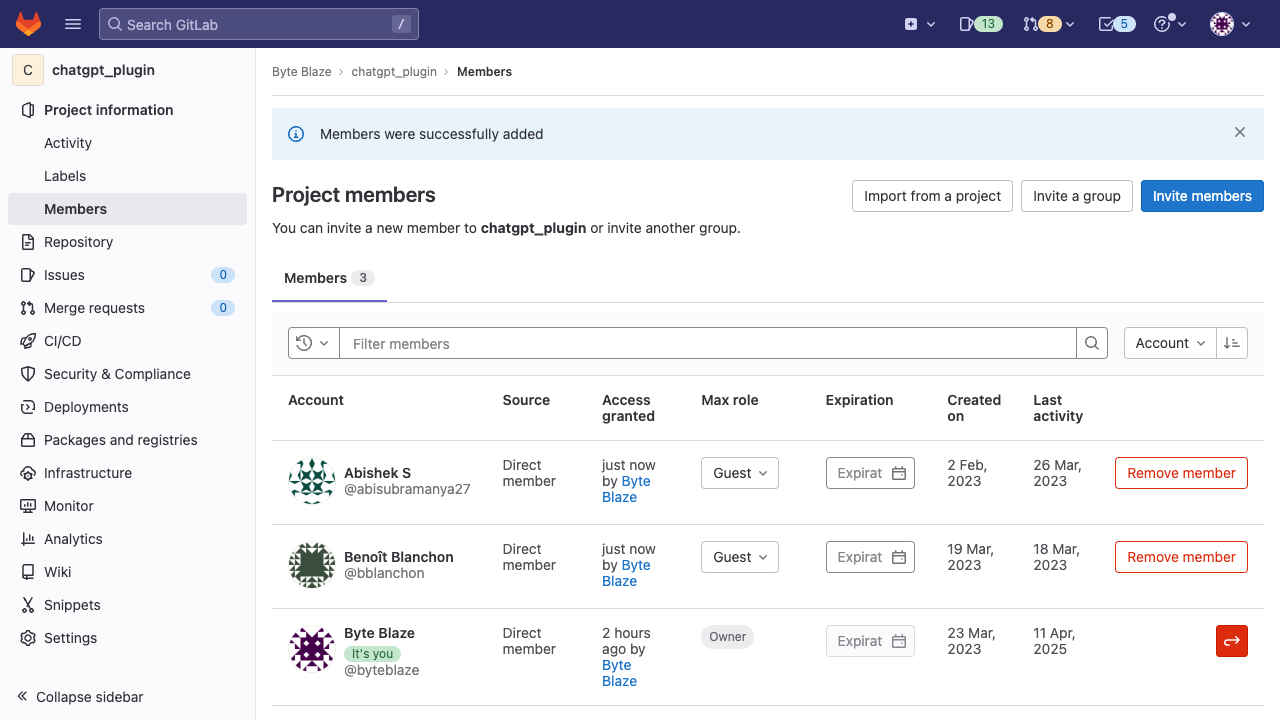 Search GitLab
/
13
8
5
C
chatgpt_plugin
Project information
Activity
Labels
Members
Repository
Issues
0
Merge requests
0
CI/CD
Security & Compliance
Deployments
Packages and registries
Infrastructure
Monitor
Analytics
Wiki
Snippets
Settings
Collapse sidebar
Byte Blaze
chatgpt_plugin
Members
Members were successfully added
Project members
Import from a project
Invite a group
Invite members
You can invite a new member to chatgpt_plugin or invite another group.
Members 3
Filter members
Account
Account
Source
Access
granted
Max role
Expiration
Created
on
Last
activity
Abishek S
@abisubramanya27
Direct
member
just now
by Byte
Blaze
Guest
Expirat
2 Feb,
2023
26 Mar,
2023
Remove member
Benoît Blanchon
@bblanchon
Direct
member
just now
by Byte
Blaze
Guest
Expirat
19 Mar,
2023
18 Mar,
2023
Remove member
Byte Blaze
It's you
@byteblaze
Direct
member
2 hours
ago by
Byte
Blaze
Owner
Expirat
23 Mar,
2023
11 Apr,
2025